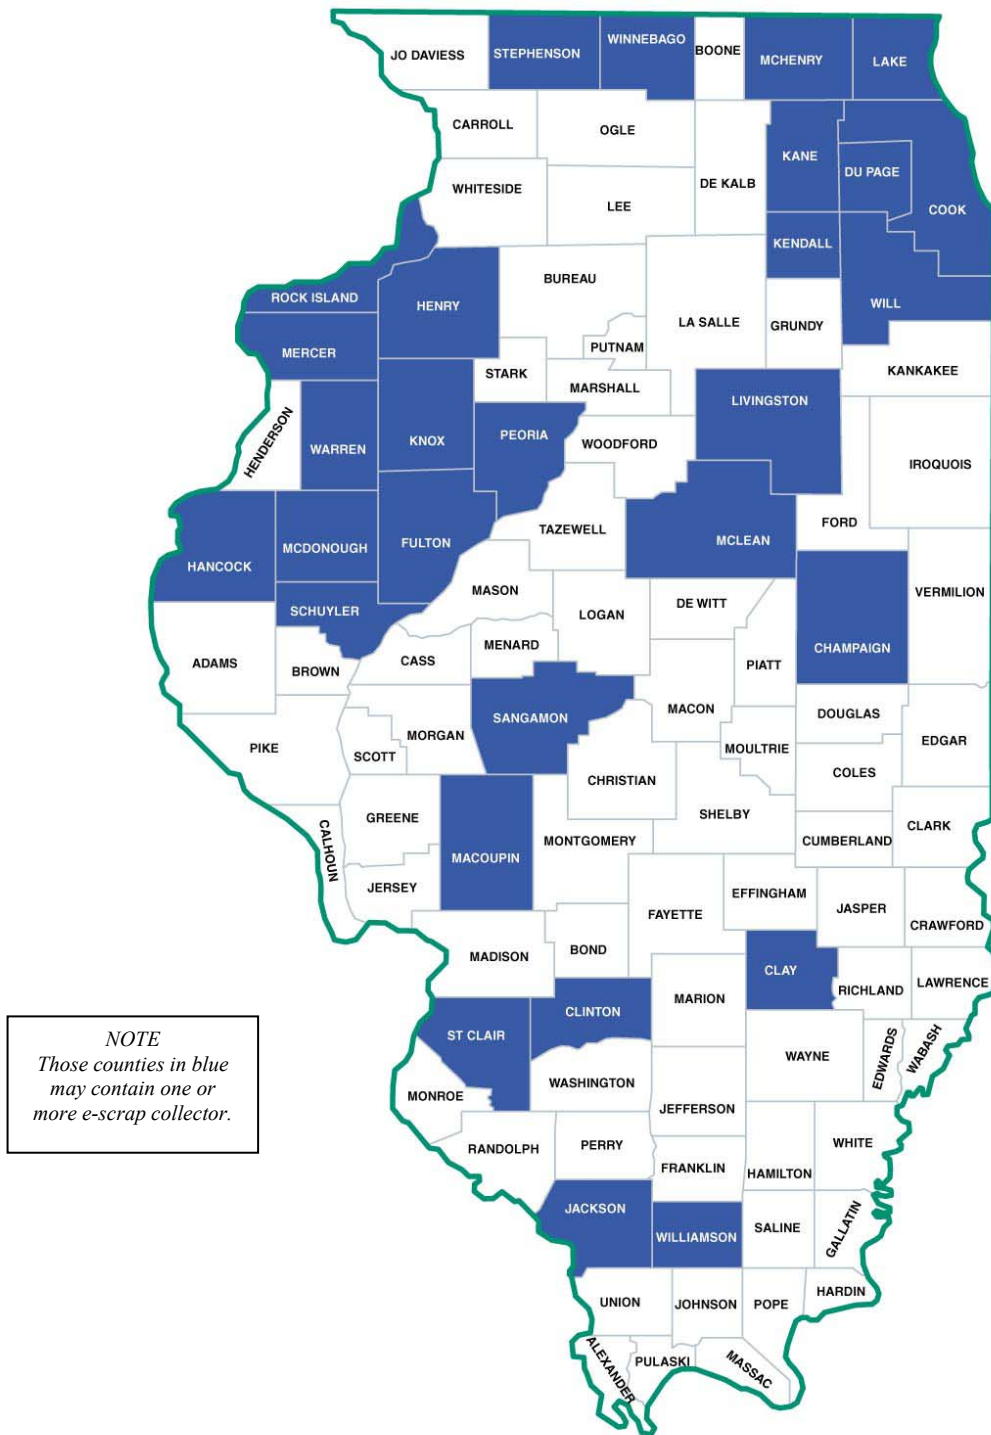 JO DAVIESS
STEPHENSON
WINNEBAGO
BOONE
MCHENRY
LAKE
CARROLL
OGLE
KANE
DU PAGE
COOK
WHITESIDE
LEE
DE KALB
KENDALL
ROCK ISLAND
HENRY
BUREAU
LA SALLE
GRUNDY
WILL
MERCER
PUTNAM
STARK
MARSHALL
KANKAKEE
HENDERSON
WARREN
KNOX
PEORIA
WOODFORD
LIVINGSTON
IROQUOIS
HANCOCK
MCDONOUGH
FULTON
TAZEWELL
MCLEAN
FORD
SCHUYLER
MASON
LOGAN
DE WITT
VERMILION
ADAMS
BROWN
CASS
MENARD
PIATT
CHAMPAIGN
PIKE
SCOTT
MORGAN
SANGAMON
MACON
MOULTRIE
DOUGLAS
EDGAR
CHRISTIAN
COLES
CALHOUN
GREENE
MACOUPIN
MONTGOMERY
SHELBY
CUMBERLAND
CLARK
JERSEY
FAYETTE
EFFINGHAM
JASPER
CRAWFORD
MADISON
BOND
CLAY
RICHLAND
LAWRENCE
ST CLAIR
CLINTON
MARION
WAYNE
EDWARDS
WABASH
MONROE
WASHINGTON
JEFFERSON
RANDOLPH
PERRY
FRANKLIN
HAMILTON
WHITE
JACKSON
WILLIAMSON
SALINE
GALLATIN
UNION
JOHNSON
POPE
HARDIN
ALEXANDER
PULASKI
MASSAC
NOTE
Those counties in blue
may contain one or
more e-scrap collector.